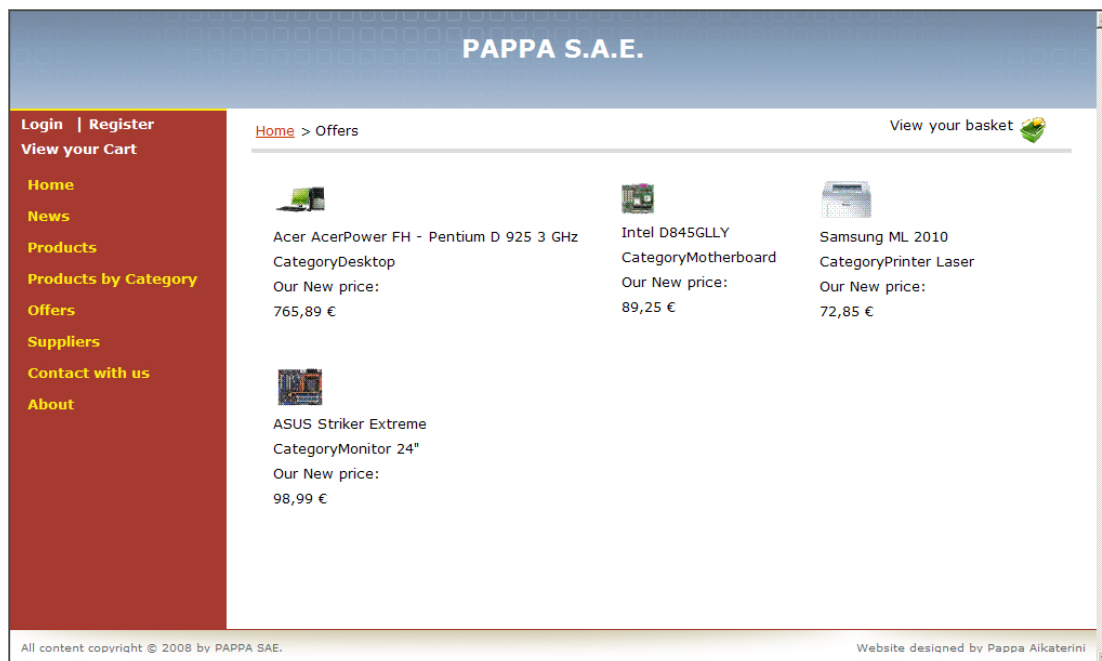 PAPPA S.A.E.
Login | Register
View your Cart
Home
News
Products
Products by Category
Offers
Suppliers
Contact with us
About
Home > Offers
View your basket
Acer AcerPower FH - Pentium D 925 3 GHz
CategoryDesktop
Our New price:
765,89 €
Intel D845GLLY
CategoryMotherboard
Our New price:
89,25 €
Samsung ML 2010
CategoryPrinter Laser
Our New price:
72,85 €
ASUS Striker Extreme
CategoryMonitor 24"
Our New price:
98,99 €
All content copyright © 2008 by PAPPA SAE.
Website designed by Pappa Aikaterini